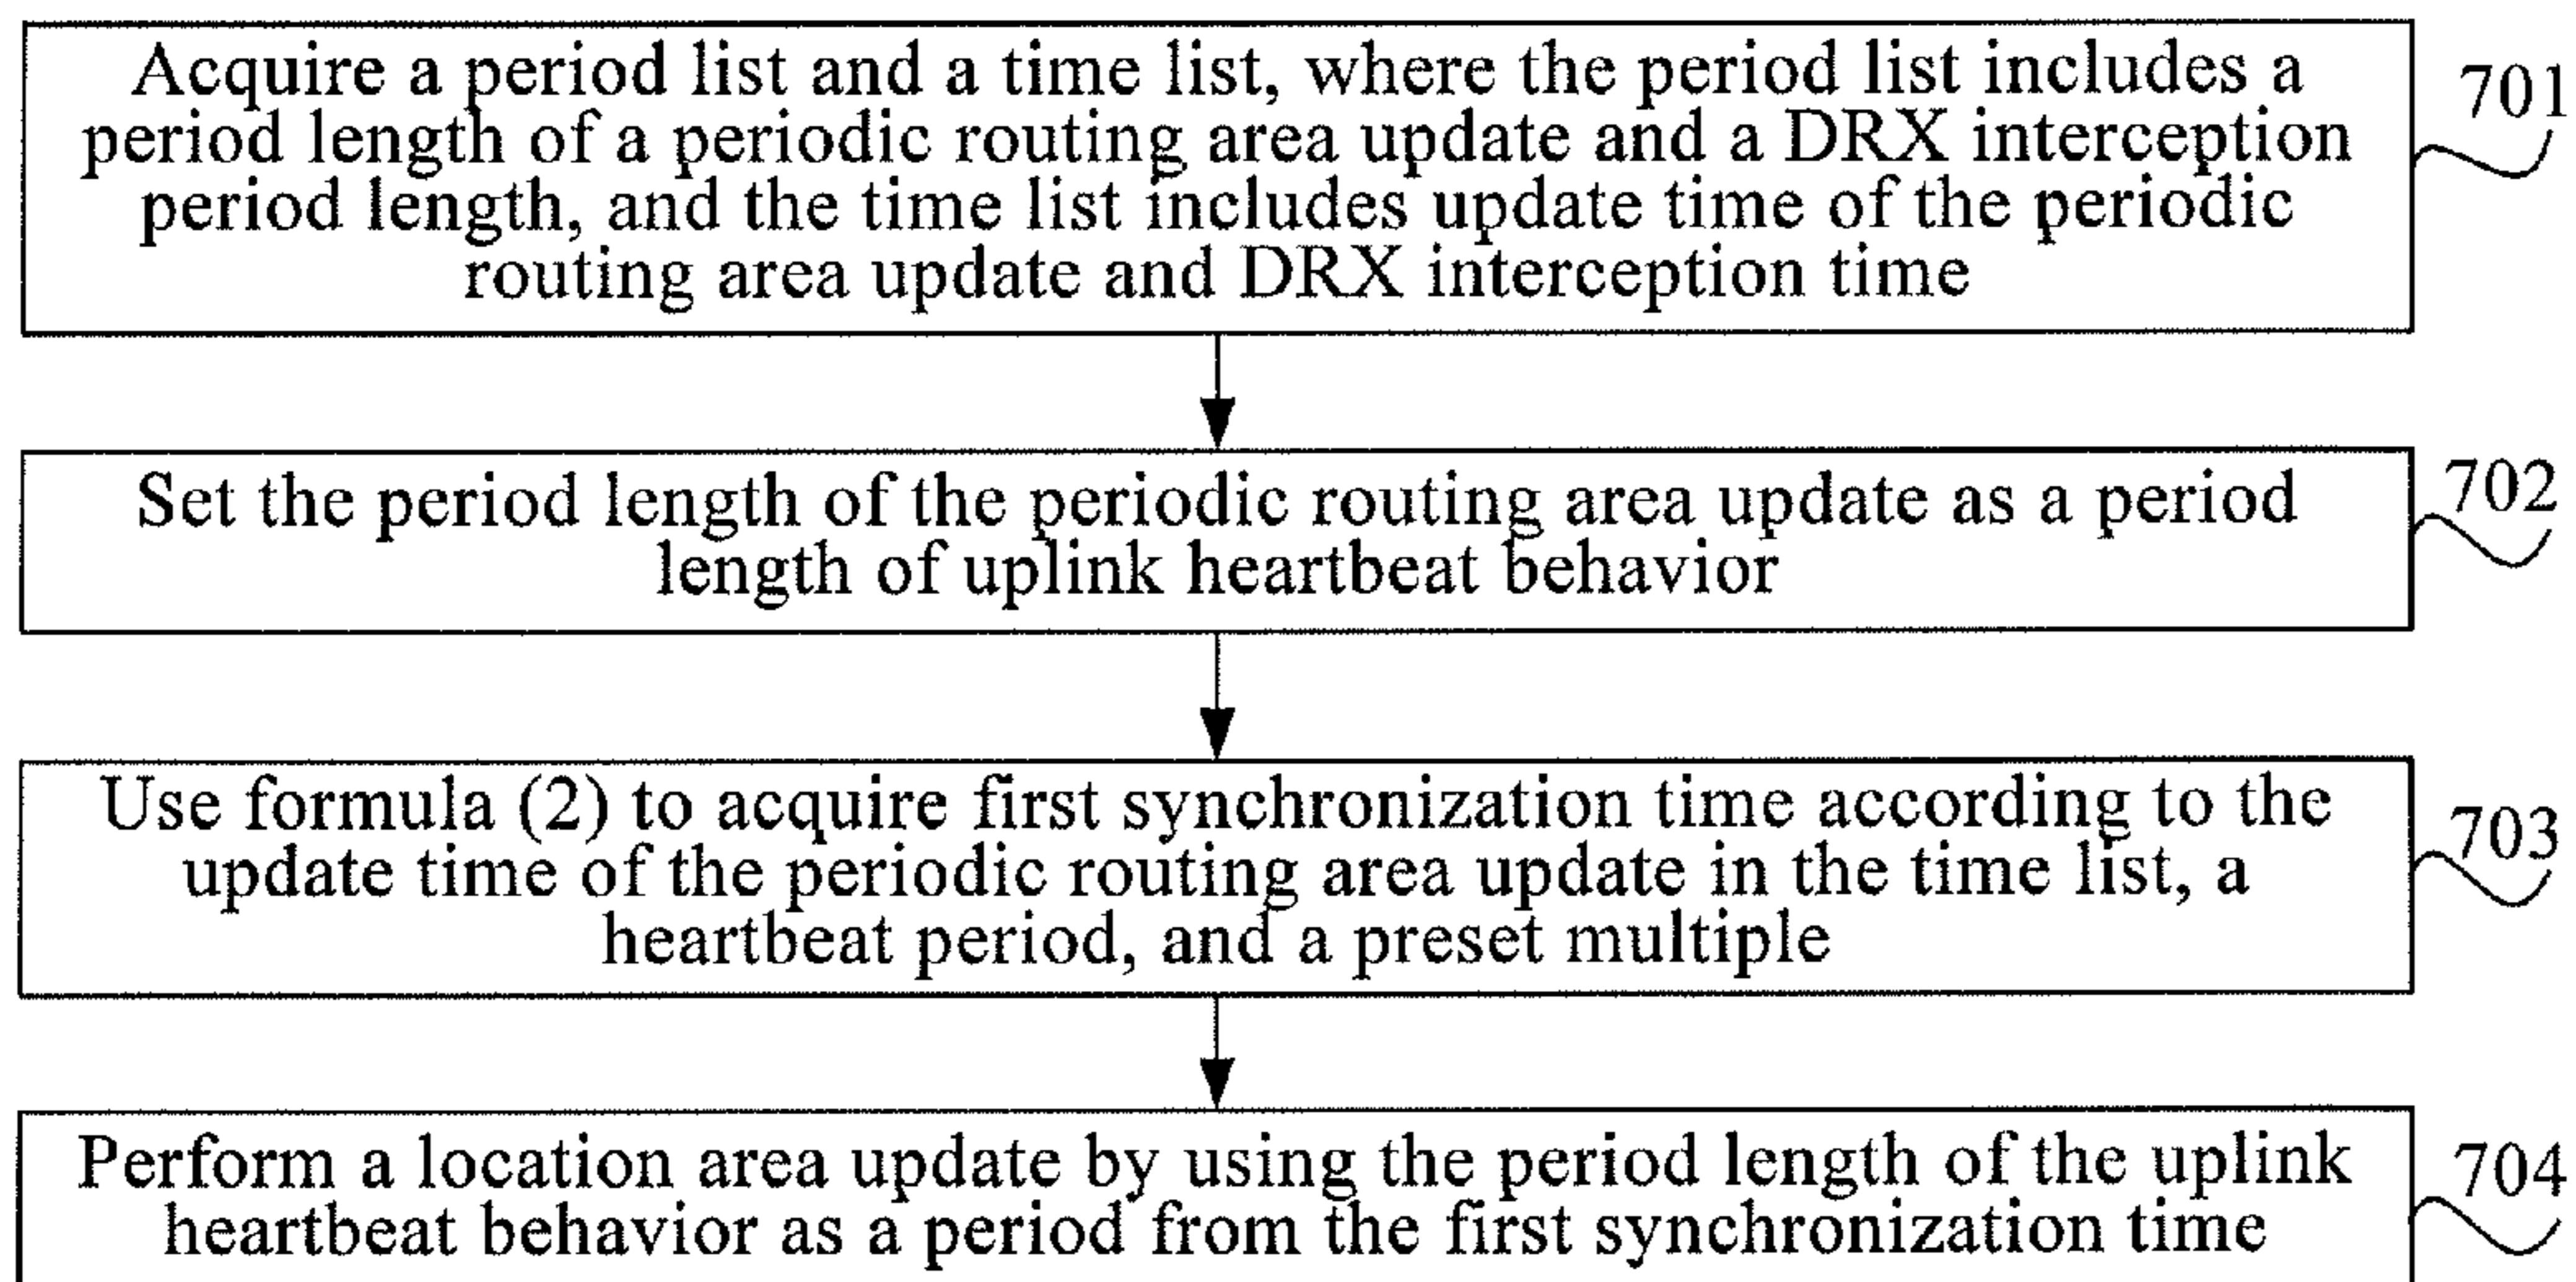 Acquire a period list and a time list, where the period list includes a
period length of a periodic routing area update and a DRX interception
period length, and the time list includes update time of the periodic
routing area update and DRX interception time
701
Set the period length of the periodic routing area update as a period
length of uplink heartbeat behavior
702
Use formula (2) to acquire first synchronization time according to the
update time of the periodic routing area update in the time list, a
heartbeat period, and a preset multiple
703
Perform a location area update by using the period length of the uplink
heartbeat behavior as a period from the first synchronization time
704